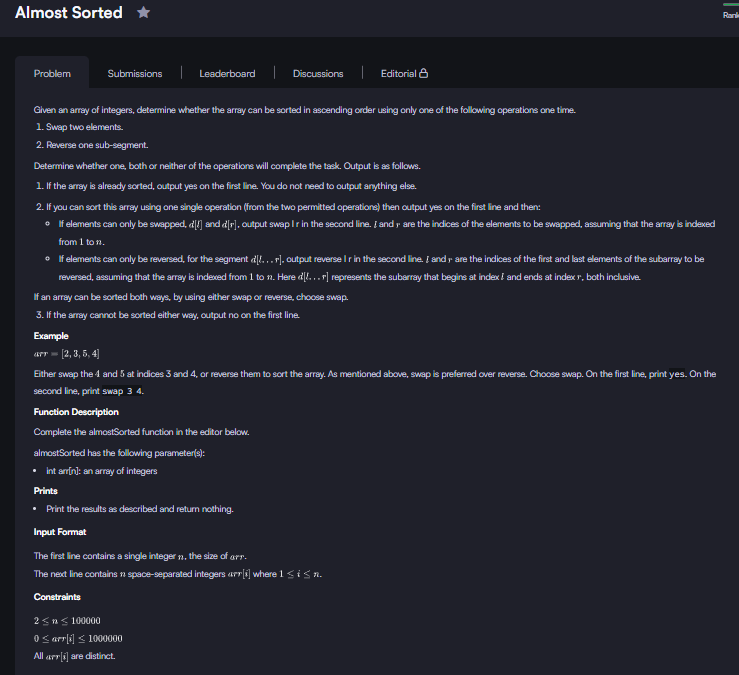 Almost Sorted
Rank
Problem
Submissions
Leaderboard
Discussions
Editorial
Given an array of integers, determine whether the array can be sorted in ascending order using only one of the following operations one time.
1. Swap two elements.
2. Reverse one sub-segment.
Determine whether one, both or neither of the operations will complete the task. Output is as follows.
1. If the array is already sorted, output yes on the first line. You do not need to output anything else.
2. If you can sort this array using one single operation (from the two permitted operations) then output yes on the first line and then:
If elements can only be swapped, d[l] and d[r], output swap l r in the second line. l and r are the indices of the elements to be swapped, assuming that the array is indexed
from 1 to n.
If elements can only be reversed, for the segment d[l...r], output reverse l r in the second line. l and r are the indices of the first and last elements of the subarray to be
reversed, assuming that the array is indexed from 1 to n. Here d[l...r] represents the subarray that begins at index l and ends at index r, both inclusive.
If an array can be sorted both ways, by using either swap or reverse, choose swap.
3. If the array cannot be sorted either way, output no on the first line.
Example
arr = [2, 3, 5, 4]
Either swap the 4 and 5 at indices 3 and 4, or reverse them to sort the array. As mentioned above, swap is preferred over reverse. Choose swap. On the first line, print yes. On the
second line, print swap 3 4.
Function Description
Complete the almostSorted function in the editor below.
almostSorted has the following parameter(s):
• int arr[n]: an array of integers
Prints
• Print the results as described and return nothing.
Input Format
The first line contains a single integer n, the size of arr.
The next line contains n space-separated integers arr[i] where 1 ≤ i ≤ n.
Constraints
2 ≤ n ≤ 100000
0 ≤ arr[i] ≤ 1000000
All arr[i] are distinct.